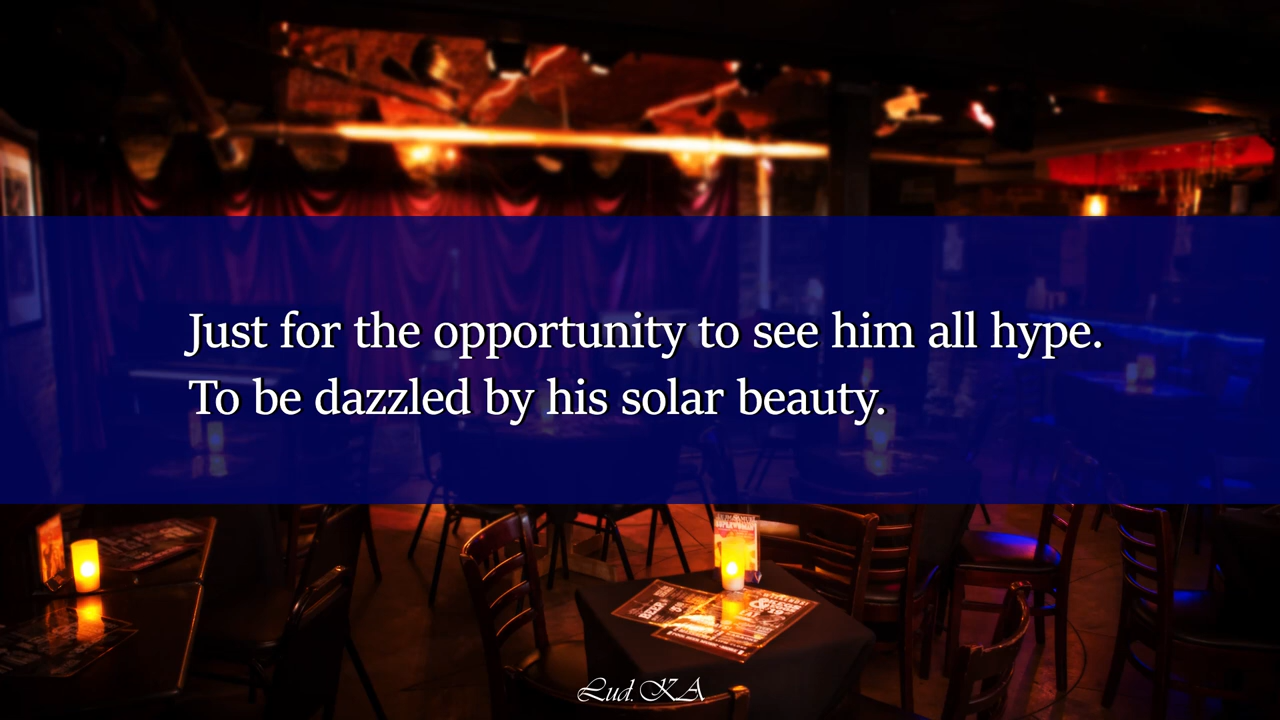 Just for the opportunity to see him all hype.
To be dazzled by his solar beauty.
Lud.KA